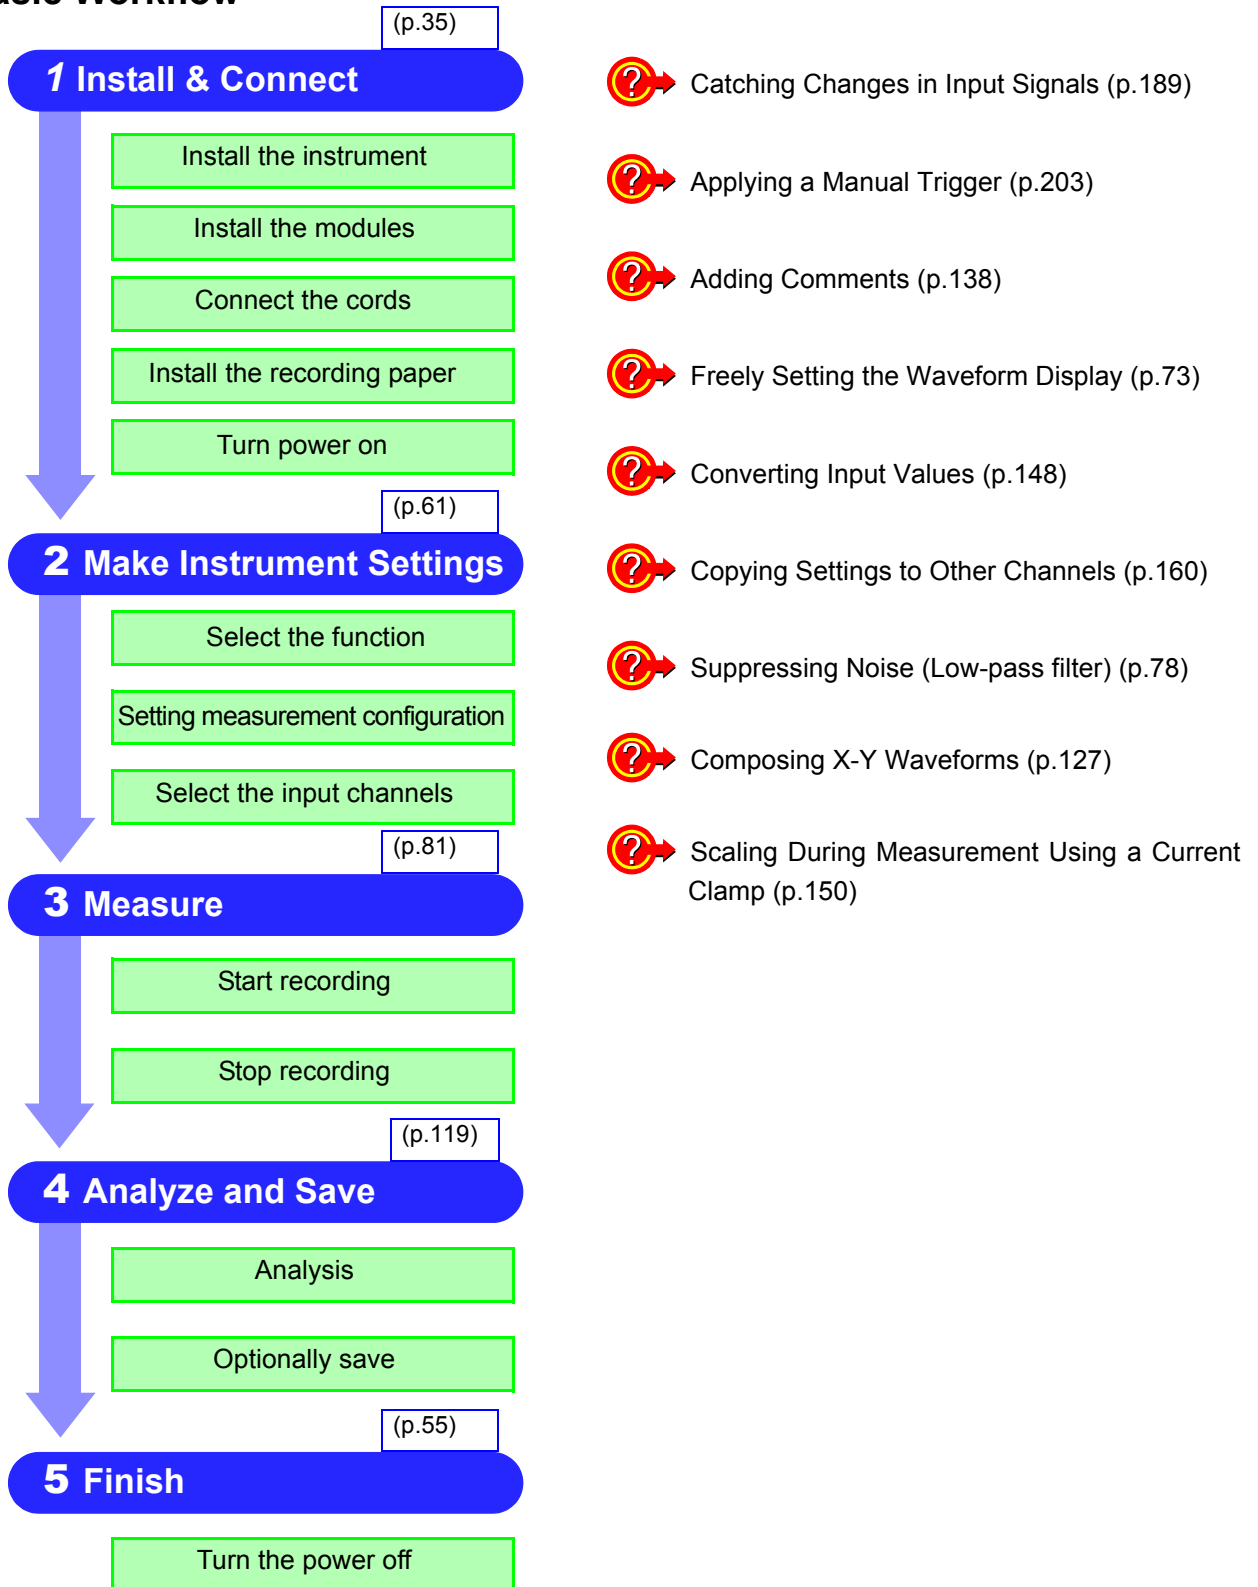 (p.35)
1 Install & Connect
Install the instrument
Install the modules
Connect the cords
Install the recording paper
Turn power on
(p.61)
2 Make Instrument Settings
Select the function
Setting measurement configuration
Select the input channels
(p.81)
3 Measure
Start recording
Stop recording
(p.119)
4 Analyze and Save
Analysis
Optionally save
(p.55)
5 Finish
Turn the power off
? Catching Changes in Input Signals (p.189)
? Applying a Manual Trigger (p.203)
? Adding Comments (p.138)
? Freely Setting the Waveform Display (p.73)
? Converting Input Values (p.148)
? Copying Settings to Other Channels (p.160)
? Suppressing Noise (Low-pass filter) (p.78)
? Composing X-Y Waveforms (p.127)
? Scaling During Measurement Using a Current
Clamp (p.150)